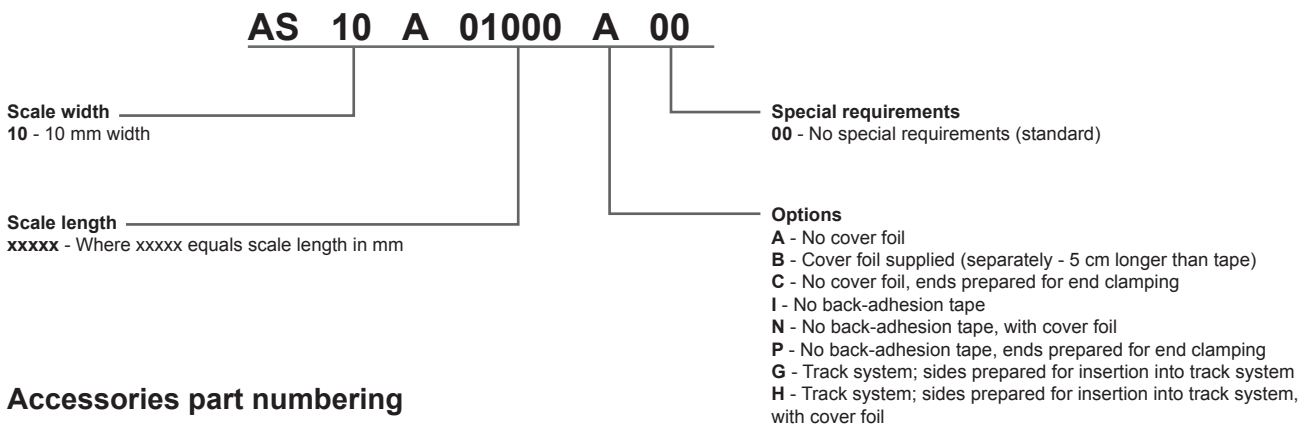 AS 10 A 01000 A 00
Scale width
10 - 10 mm width
Scale length
xxxxx - Where xxxxx equals scale length in mm
Special requirements
00 - No special requirements (standard)
Options
A - No cover foil
B - Cover foil supplied (separately - 5 cm longer than tape)
C - No cover foil, ends prepared for end clamping
I - No back-adhesion tape
N - No back-adhesion tape, with cover foil
P - No back-adhesion tape, ends prepared for end clamping
G - Track system; sides prepared for insertion into track system
H - Track system; sides prepared for insertion into track system,
with cover foil
Accessories part numbering